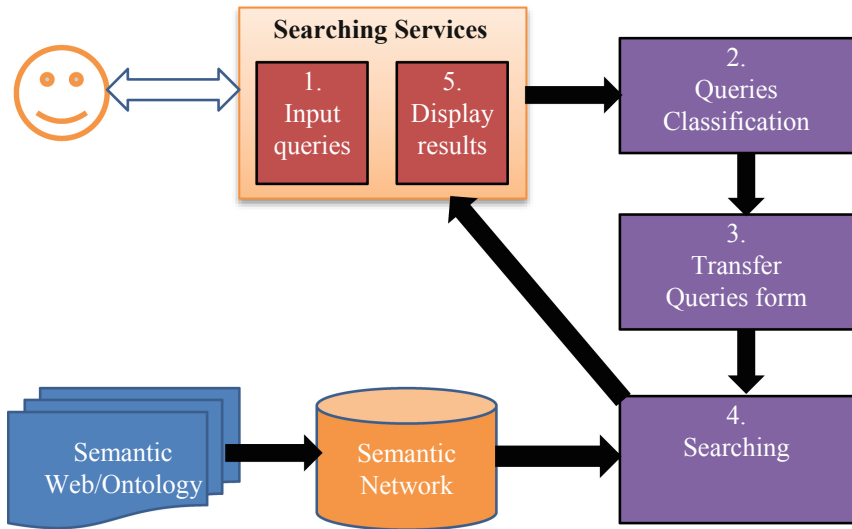 Searching Services
1.
Input
queries
5.
Display
results
2.
Queries
Classification
3.
Transfer
Queries form
4.
Searching
Semantic
Web/Ontology
Semantic
Network